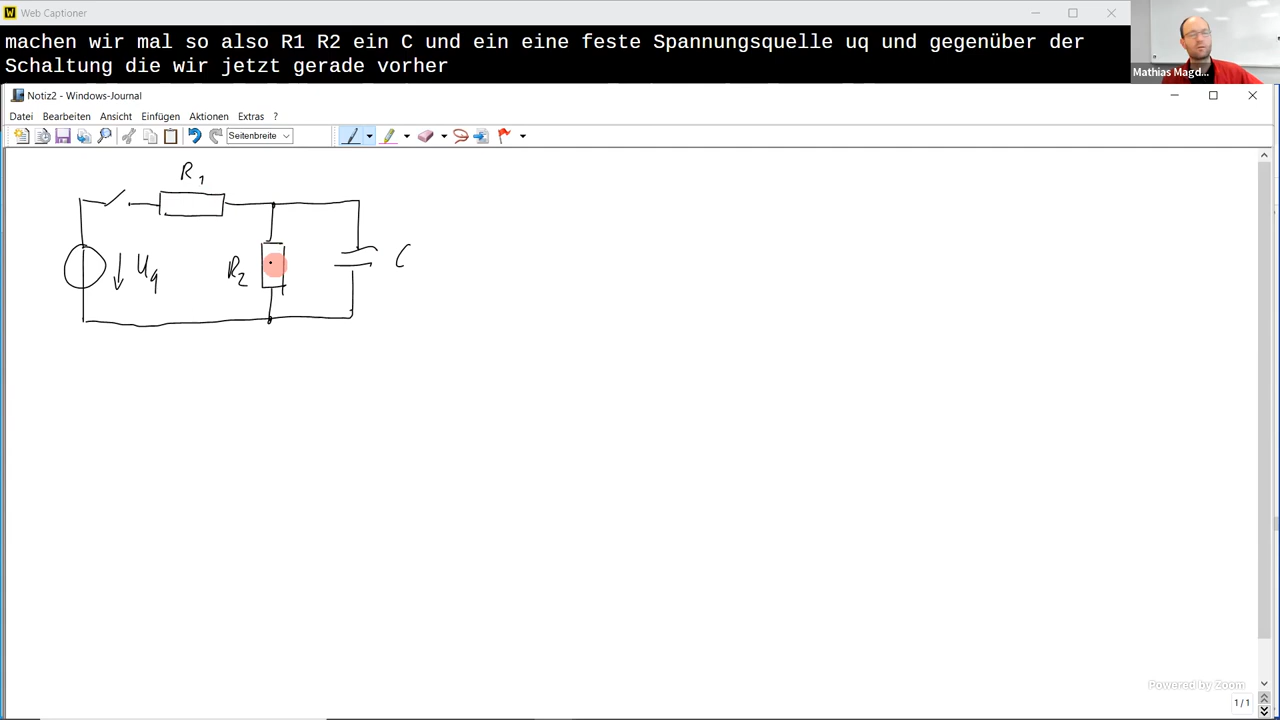 Web Captioner
machen wir mal so also R1 R2 ein C und ein eine feste Spannungsquelle uq und gegenüber der
Schaltung die wir jetzt gerade vorher
Mathias Magd...
Notiz2 - Windows-Journal
Datei Bearbeiten Ansicht Einfügen Aktionen Extras ?
Seitenbreite
R1
Uq
R2
C
Powered by Zoom
1/1